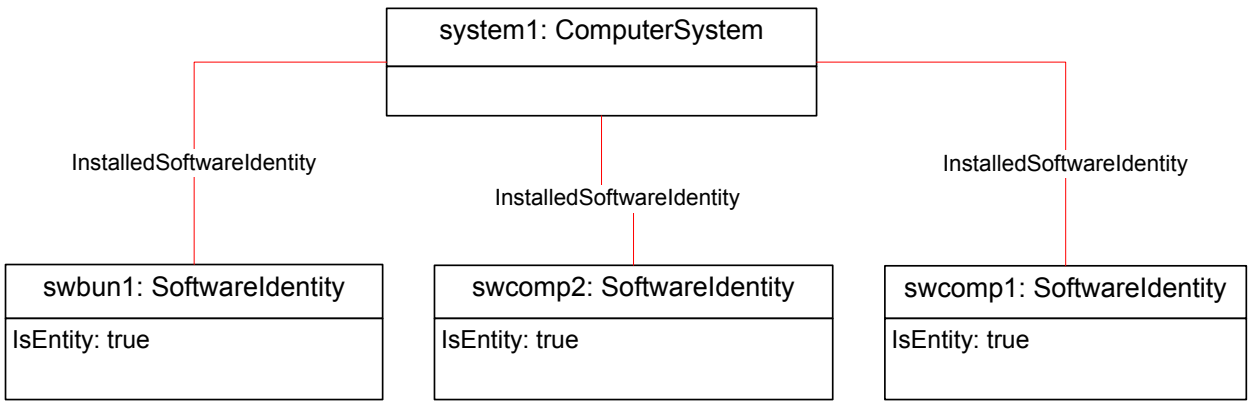 system1: ComputerSystem
InstalledSoftwareIdentity
InstalledSoftwareIdentity
InstalledSoftwareIdentity
swbun1: SoftwareIdentity
IsEntity: true
swcomp2: SoftwareIdentity
IsEntity: true
swcomp1: SoftwareIdentity
IsEntity: true